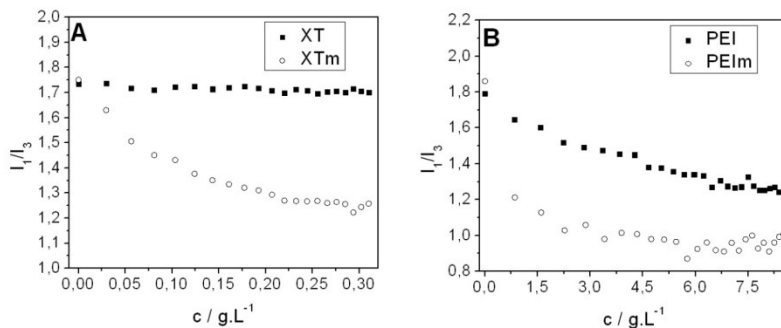 A
XT
XTm
2,0
1,9
1,8
1,7
1,6
1,5
1,4
1,3
1,2
1,1
1,0
I₁/I₃
0,00 0,05 0,10 0,15 0,20 0,25 0,30
c / g.L⁻¹
B
PEI
PEIm
2,2
2,0
1,8
1,6
1,4
1,2
1,0
0,8
I₁/I₃
0,0 1,5 3,0 4,5 6,0 7,5
c / g.L⁻¹